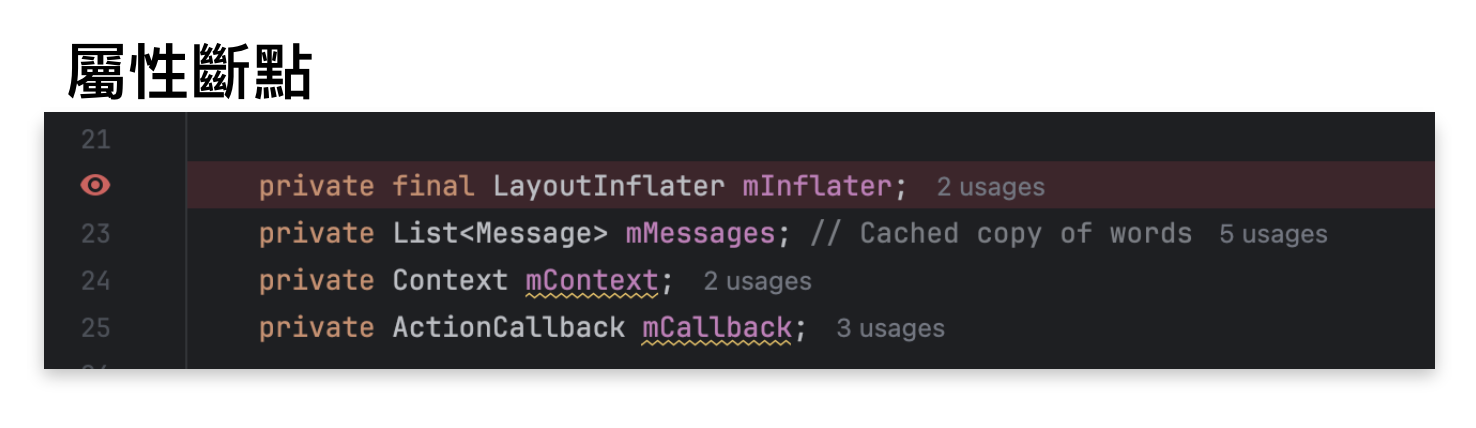 屬性斷點
21
private final LayoutInflater mInflater; 2 usages
23 private List<Message> mMessages; // Cached copy of words 5 usages
24 private Context mContext; 2 usages
25 private ActionCallback mCallback; 3 usages